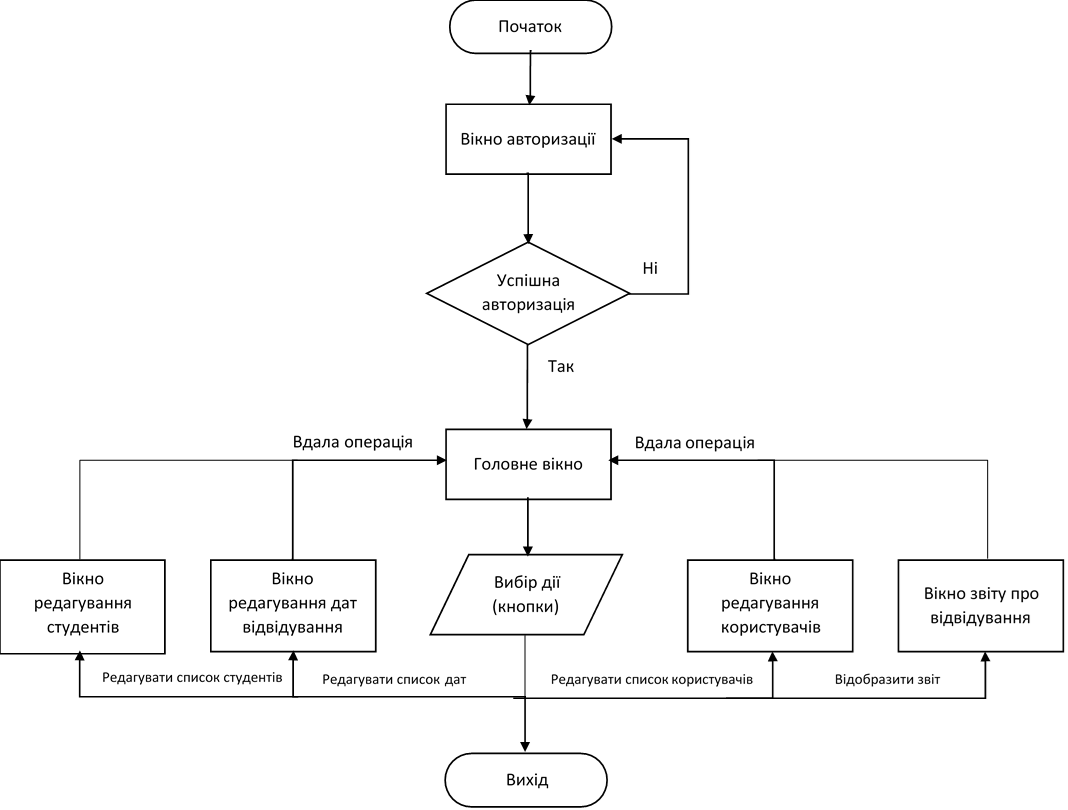 Початок
Вікно авторизації
Успішна
авторизація
Ні
Так
Вдала операція
Головне вікно
Вдала операція
Вікно
редагування
студентів
Вікно
редагування дат
відвідування
Вибір дії
(кнопки)
Вікно
редагування
користувачів
Вікно звіту про
відвідування
Редагувати список студентів
Редагувати список дат
Редагувати список користувачів
Відобразити звіт
Вихід